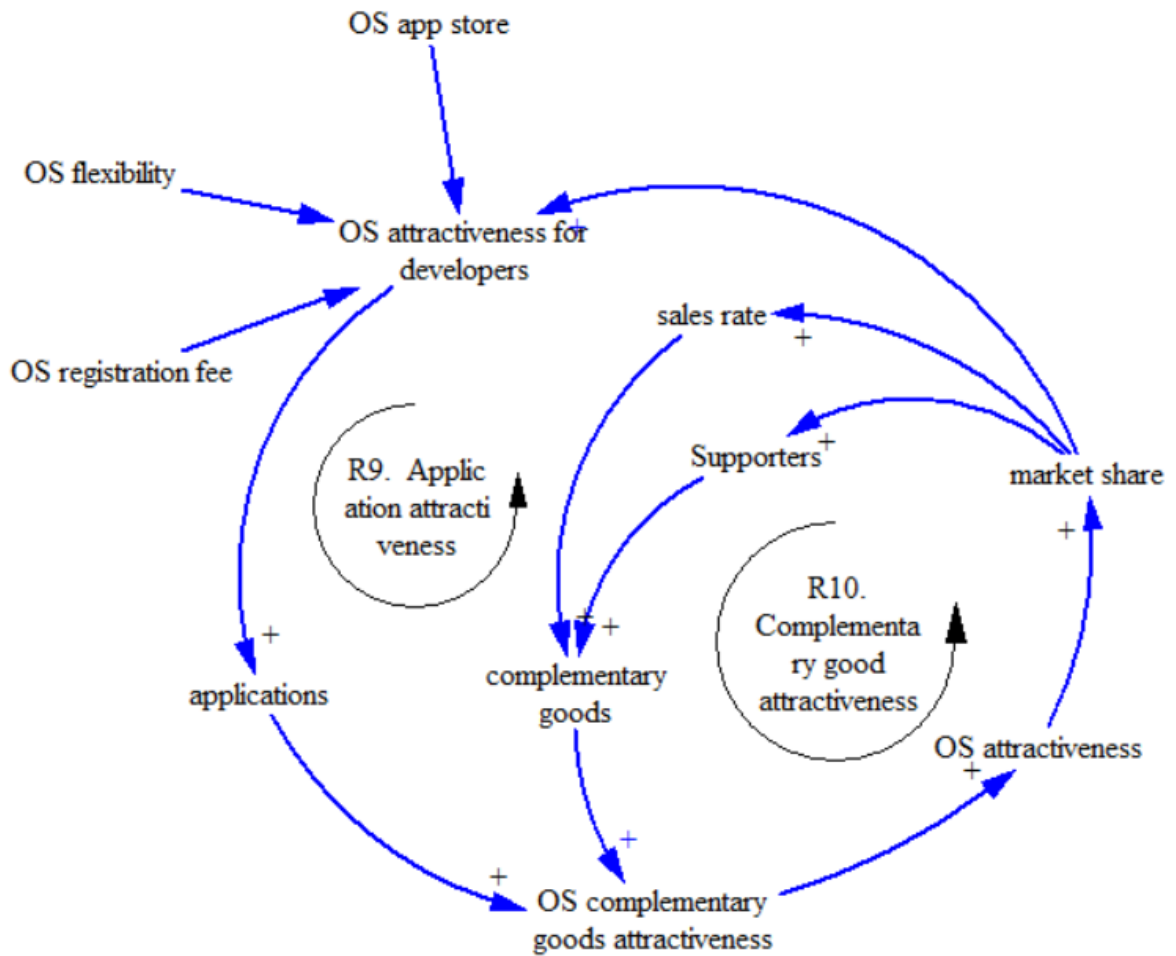 OS app store
OS flexibility
OS attractiveness for
developers
+
sales rate
+
OS registration fee
Supporters
+
market share
R9. Applic
ation attracti
veness
+
R10.
Complementa
ry good
attractiveness
+
+
+
applications
complementary
goods
OS attractiveness
+
+
+
OS complementary
goods attractiveness